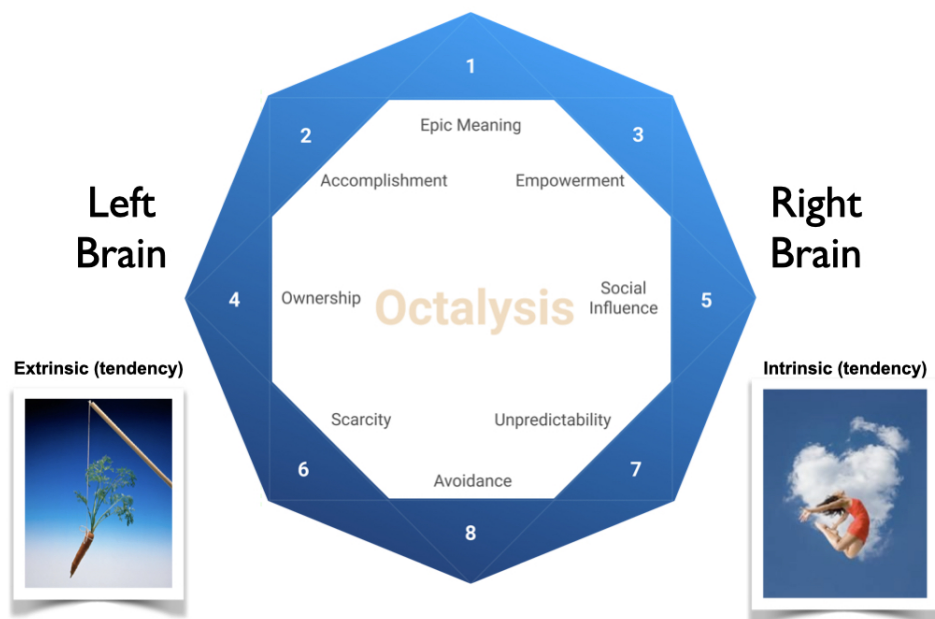 1
Epic Meaning
2
3
Accomplishment
Empowerment
Left
Brain
Right
Brain
4
Ownership
Octalysis
Social
Influence
5
Extrinsic (tendency)
Intrinsic (tendency)
Scarcity
Unpredictability
6
7
Avoidance
8